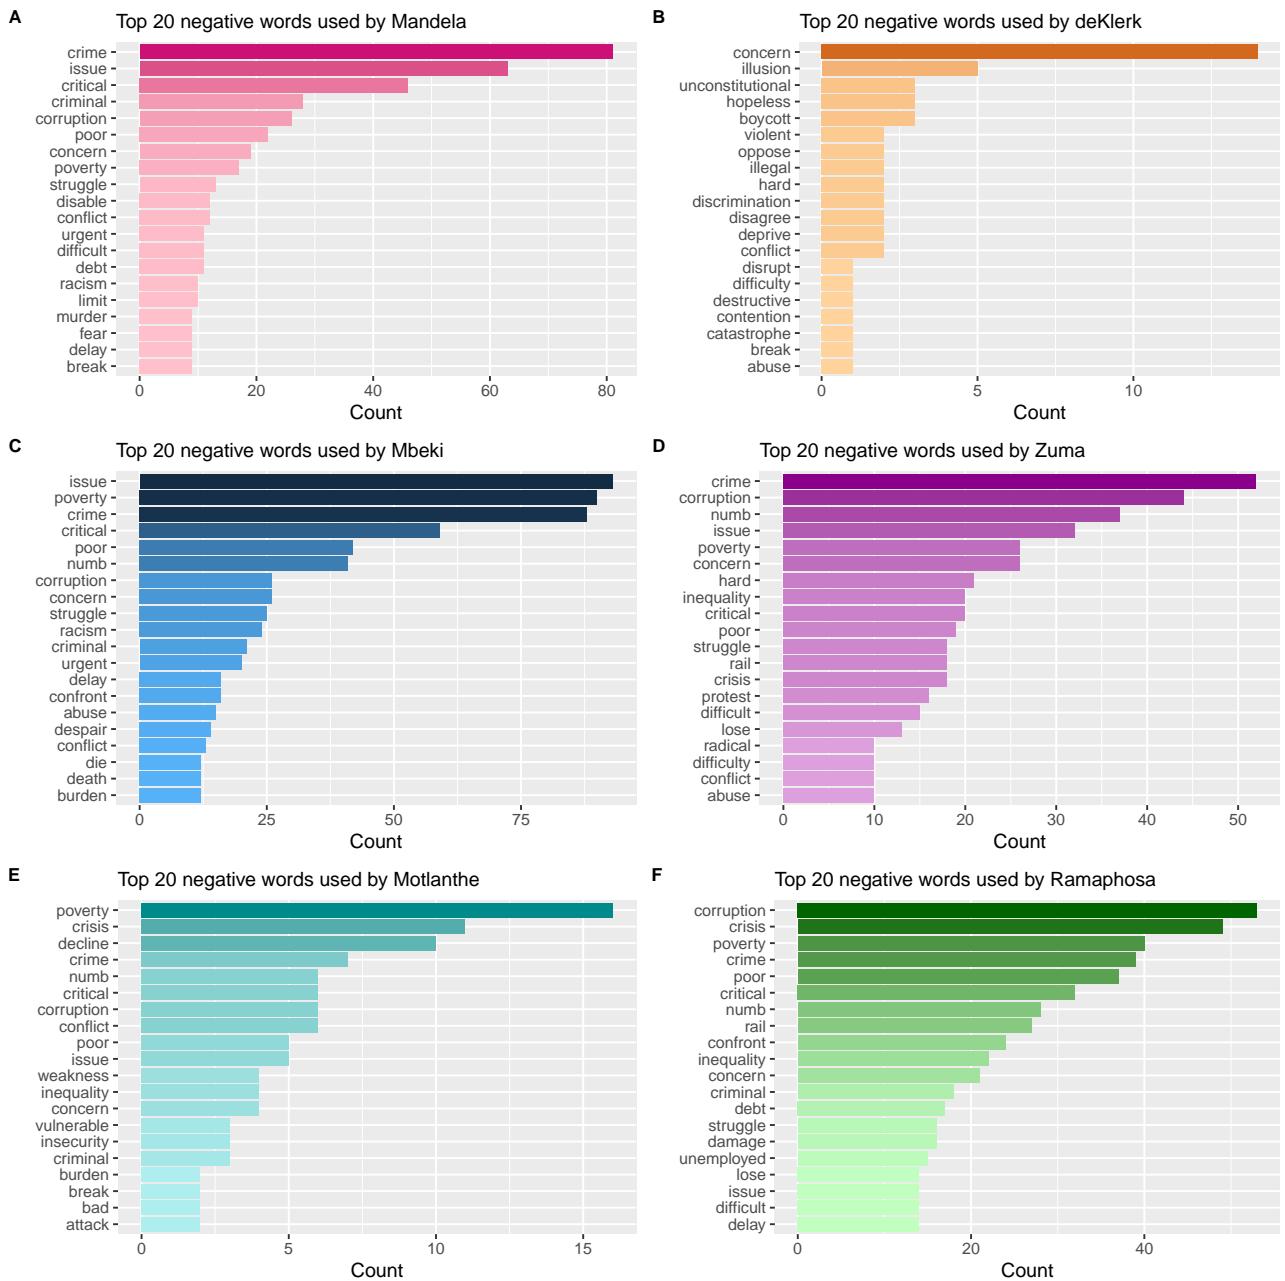 A
Top 20 negative words used by Mandela
crime
issue
critical
criminal
corruption
poor
concern
poverty
struggle
disable
conflict
urgent
difficult
debt
racism
limit
murder
fear
delay
break
0 20 40 60 80
Count
B
Top 20 negative words used by deKlerk
concern
illusion
unconstitutional
hopeless
boycott
violent
oppose
illegal
hard
discrimination
disagree
deprive
conflict
disrupt
difficulty
destructive
contention
catastrophe
break
abuse
0 5 10
Count
C
Top 20 negative words used by Mbeki
issue
poverty
crime
critical
poor
numb
corruption
concern
struggle
racism
criminal
urgent
delay
confront
abuse
despair
conflict
die
death
burden
0 25 50 75
Count
D
Top 20 negative words used by Zuma
crime
corruption
numb
issue
poverty
concern
hard
inequality
critical
poor
struggle
rail
crisis
protest
difficult
lose
radical
difficulty
conflict
abuse
0 10 20 30 40 50
Count
E
Top 20 negative words used by Motlanthe
poverty
crisis
decline
crime
numb
critical
corruption
conflict
poor
issue
weakness
inequality
concern
vulnerable
insecurity
criminal
burden
break
bad
attack
0 5 10 15
Count
F
Top 20 negative words used by Ramaphosa
corruption
crisis
poverty
crime
poor
critical
numb
rail
confront
inequality
concern
criminal
debt
struggle
damage
unemployed
lose
issue
difficult
delay
0 20 40
Count